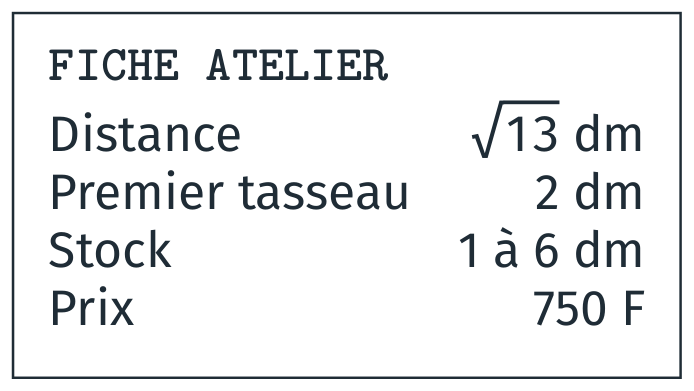 FICHE ATELIER
Distance √13 dm
Premier tasseau 2 dm
Stock 1 à 6 dm
Prix 750 F